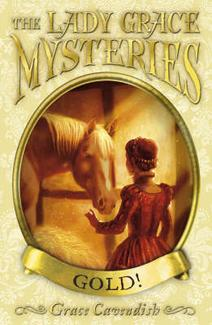 THE LADY GRACE
MYSTERIES
GOLD!
Grace Cavendish